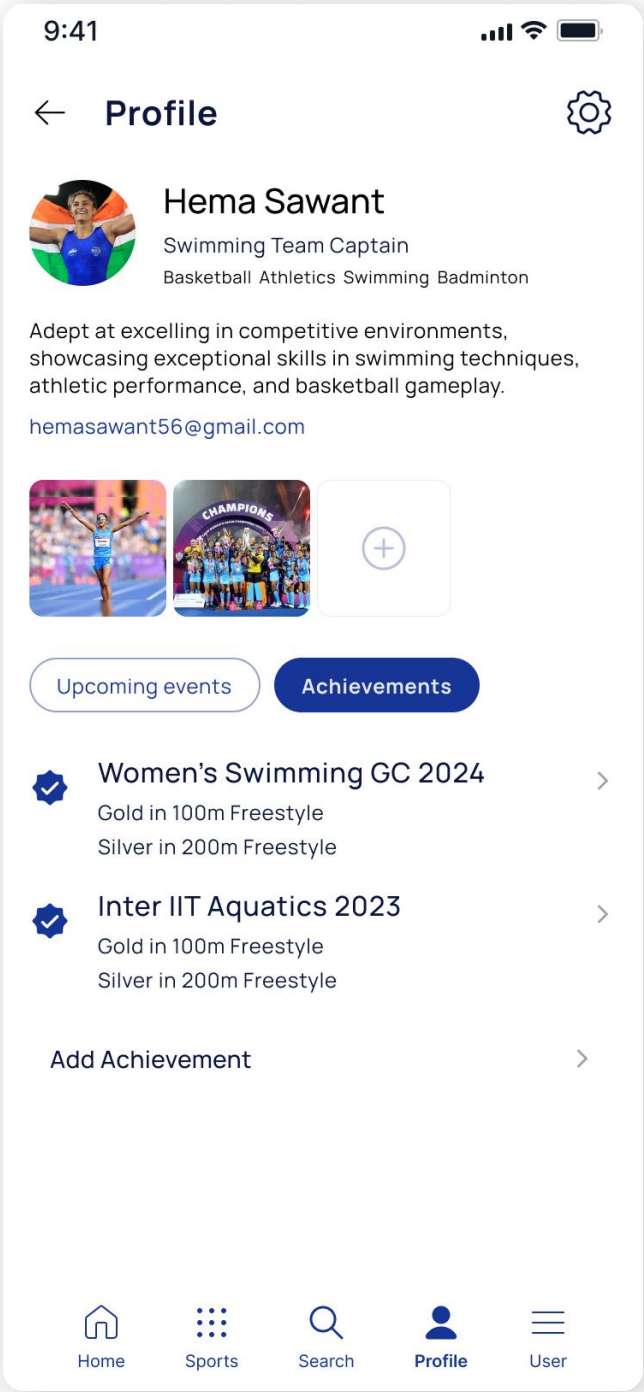 9:41
Profile
Hema Sawant
Swimming Team Captain
Basketball Athletics Swimming Badminton
Adept at excelling in competitive environments,
showcasing exceptional skills in swimming techniques,
athletic performance, and basketball gameplay.
hemasawant56@gmail.com
CHAMPIONS
Upcoming events
Achievements
Women's Swimming GC 2024
Gold in 100m Freestyle
Silver in 200m Freestyle
Inter IIT Aquatics 2023
Gold in 100m Freestyle
Silver in 200m Freestyle
Add Achievement
Home
Sports
Search
Profile
User